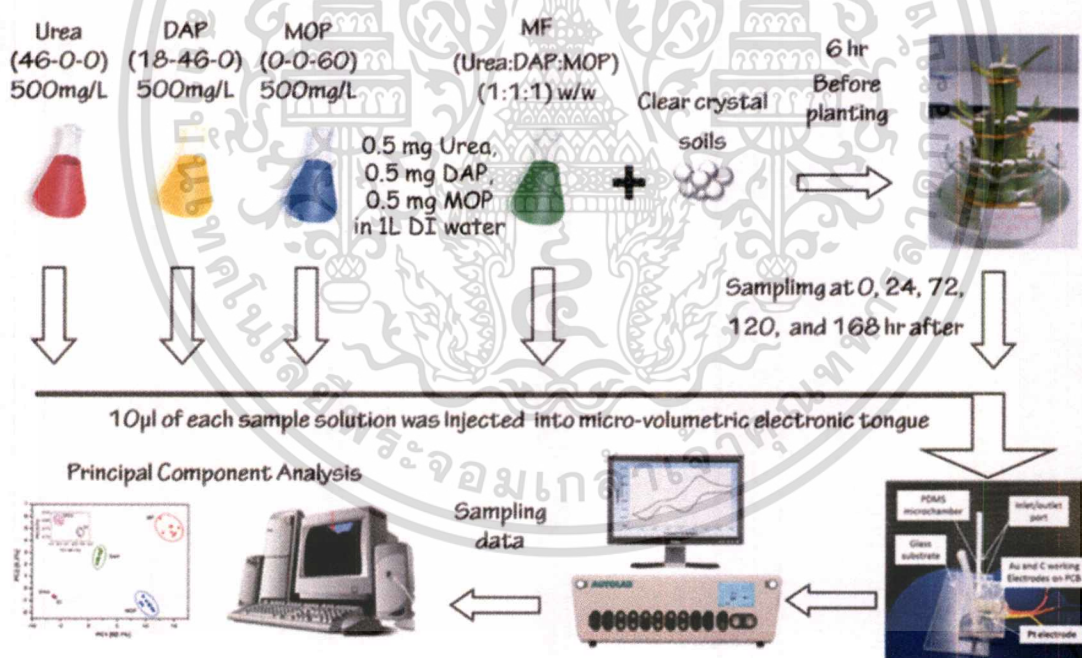 Urea
(46-0-0)
500mg/L
DAP
(18-46-0)
500mg/L
MOP
(0-0-60)
500mg/L
MF
(Urea:DAP:MOP)
(1:1:1) w/w
0.5 mg Urea,
0.5 mg DAP,
0.5 mg MOP
in 1L DI water
Clear crystal
soils
6 hr
Before
planting
Samplimg at 0, 24, 72,
120, and 168 hr after
10µl of each sample solution was Injected into micro-volumetric electronic tongue
Principal Component Analysis
MF
DAP
MOP
Sampling
data
AUTOLAB
PDMS
microchamber
Inlet/outlet
port
Glass
substrate
Au and C working
Electrodes on PCB
Pt electrode